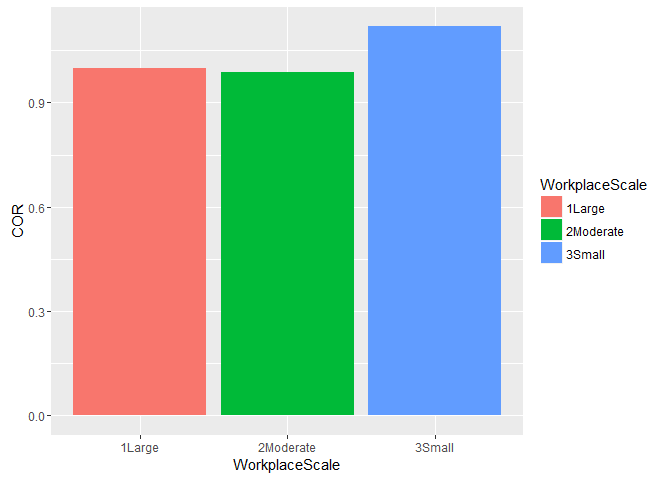 COR
0.9
0.6
0.3
0.0
1Large
2Moderate
3Small
WorkplaceScale
WorkplaceScale
1Large
2Moderate
3Small